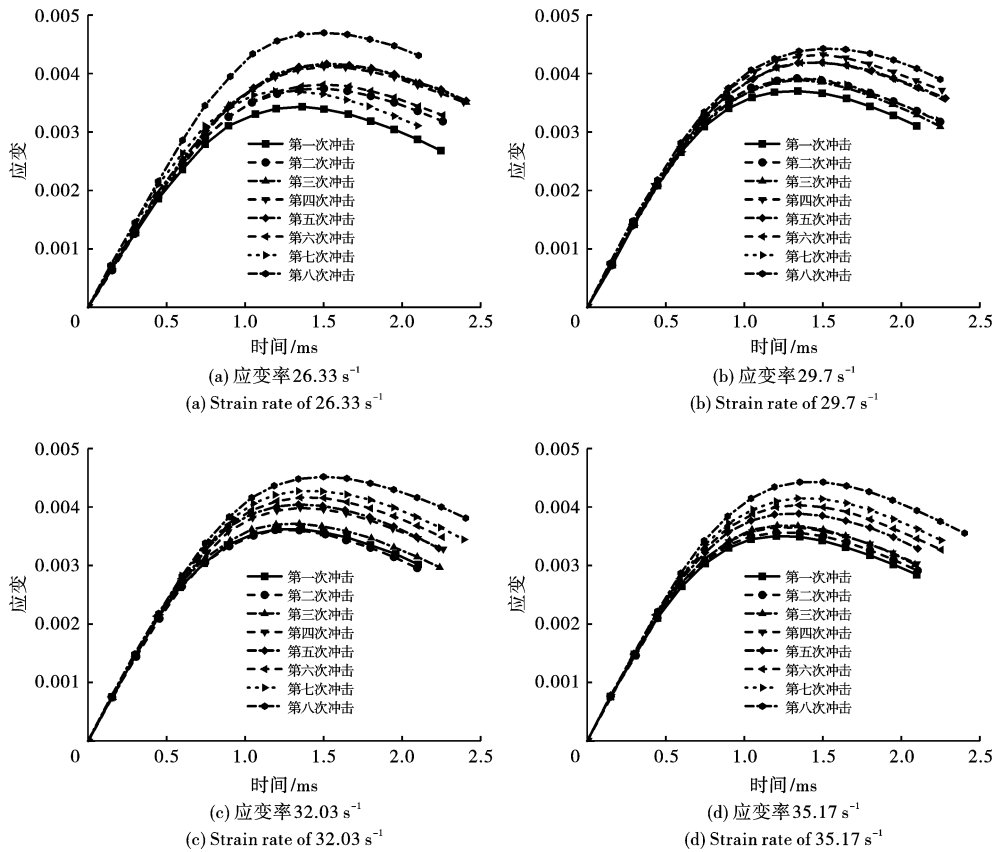 0.005
0.004
0.003
0.002
0.001
0
0.5
1.0
1.5
2.0
2.5
应变
时间/ms
第一次冲击
第二次冲击
第三次冲击
第四次冲击
第五次冲击
第六次冲击
第七次冲击
第八次冲击
(a) 应变率26.33 s⁻¹
(a) Strain rate of 26.33 s⁻¹
0.005
0.004
0.003
0.002
0.001
0
0.5
1.0
1.5
2.0
2.5
应变
时间/ms
第一次冲击
第二次冲击
第三次冲击
第四次冲击
第五次冲击
第六次冲击
第七次冲击
第八次冲击
(b) 应变率29.7 s⁻¹
(b) Strain rate of 29.7 s⁻¹
0.005
0.004
0.003
0.002
0.001
0
0.5
1.0
1.5
2.0
2.5
应变
时间/ms
第一次冲击
第二次冲击
第三次冲击
第四次冲击
第五次冲击
第六次冲击
第七次冲击
第八次冲击
(c) 应变率32.03 s⁻¹
(c) Strain rate of 32.03 s⁻¹
0.005
0.004
0.003
0.002
0.001
0
0.5
1.0
1.5
2.0
2.5
应变
时间/ms
第一次冲击
第二次冲击
第三次冲击
第四次冲击
第五次冲击
第六次冲击
第七次冲击
第八次冲击
(d) 应变率35.17 s⁻¹
(d) Strain rate of 35.17 s⁻¹